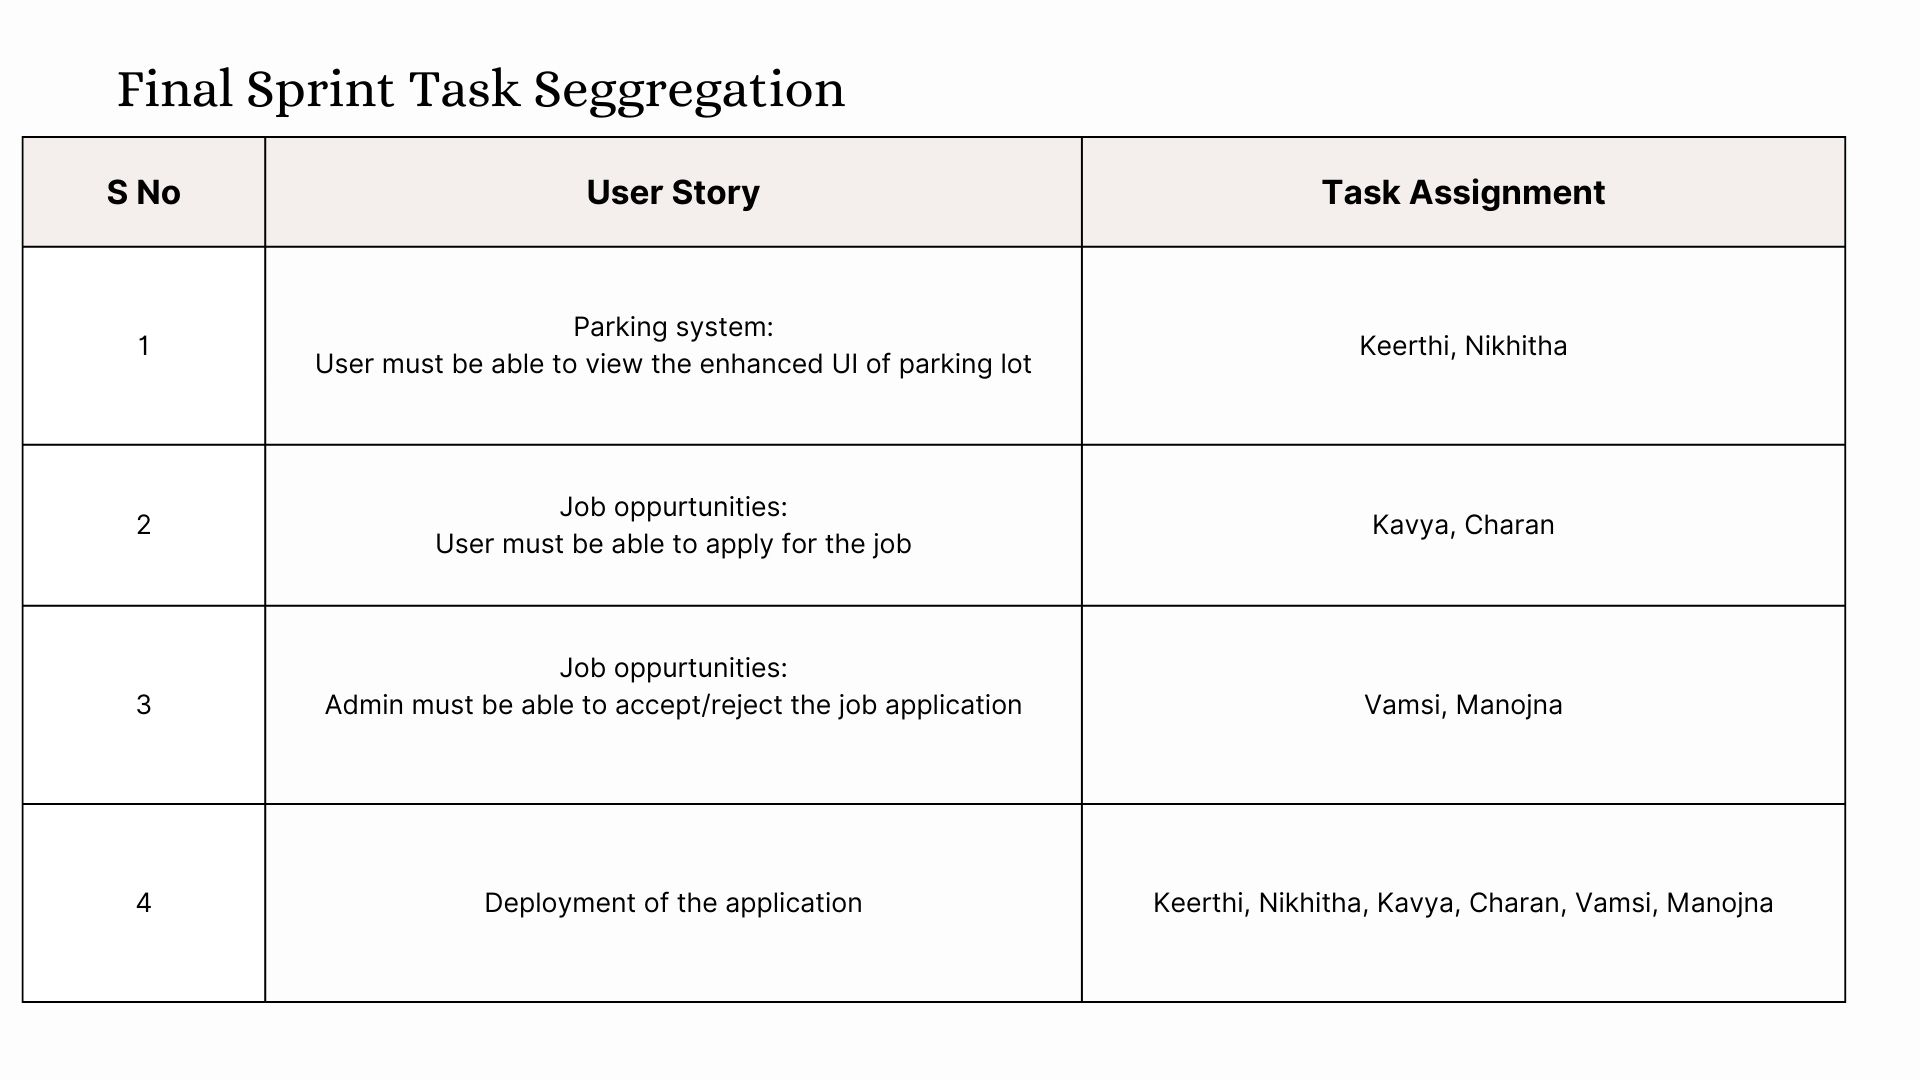 Final Sprint Task Seggregation
S No
User Story
Task Assignment
1
Parking system:
User must be able to view the enhanced UI of parking lot
Keerthi, Nikhitha
2
Job oppurtunities:
User must be able to apply for the job
Kavya, Charan
3
Job oppurtunities:
Admin must be able to accept/reject the job application
Vamsi, Manojna
4
Deployment of the application
Keerthi, Nikhitha, Kavya, Charan, Vamsi, Manojna